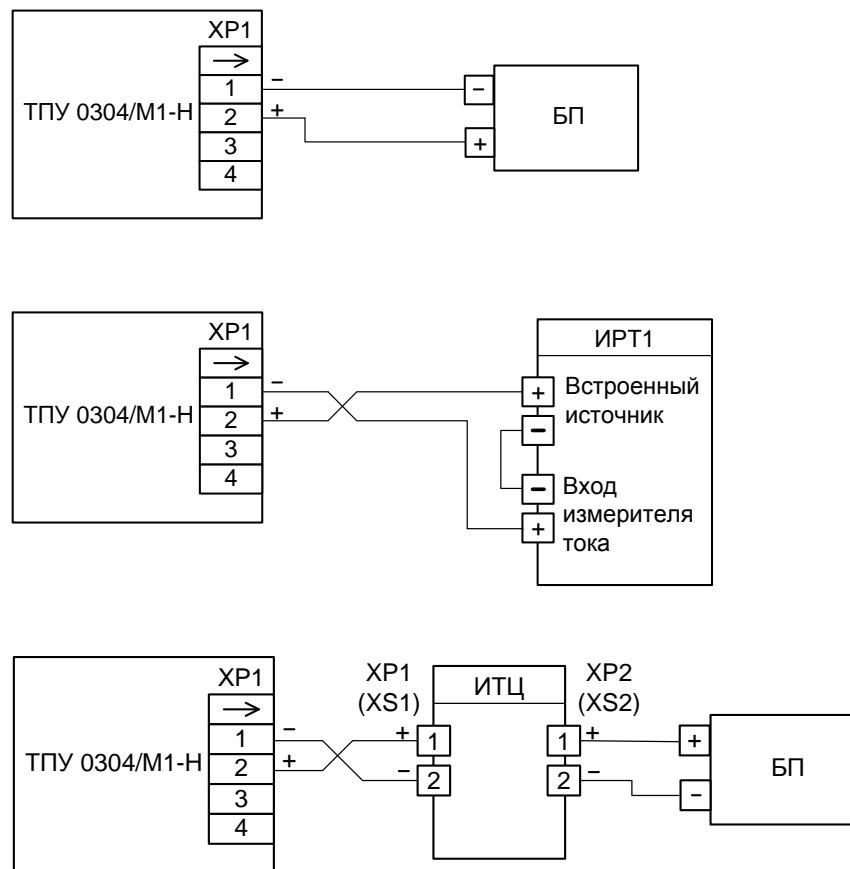 XP1
→
1
2
3
4
−
+
ТПУ 0304/М1-Н
−
+
БП
XP1
→
1
2
3
4
−
+
ТПУ 0304/М1-Н
ИРТ1
+
−
−
+
Встроенный
источник
Вход
измерителя
тока
XP1
→
1
2
3
4
−
+
ТПУ 0304/М1-Н
XP1
(XS1)
+
−
1
2
ИТЦ
XP2
(XS2)
1
2
+
−
+
−
БП